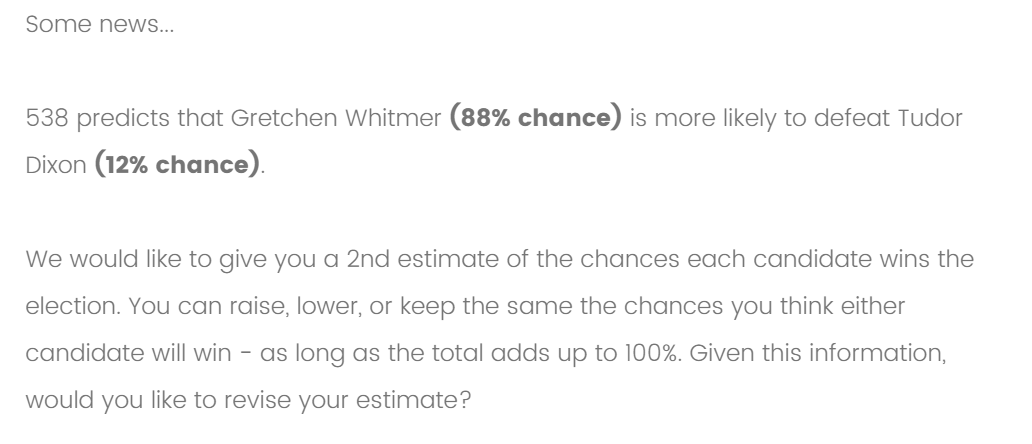 Some news...
538 predicts that Gretchen Whitmer (88% chance) is more likely to defeat Tudor
Dixon (12% chance).
We would like to give you a 2nd estimate of the chances each candidate wins the
election. You can raise, lower, or keep the same the chances you think either
candidate will win - as long as the total adds up to 100%. Given this information,
would you like to revise your estimate?